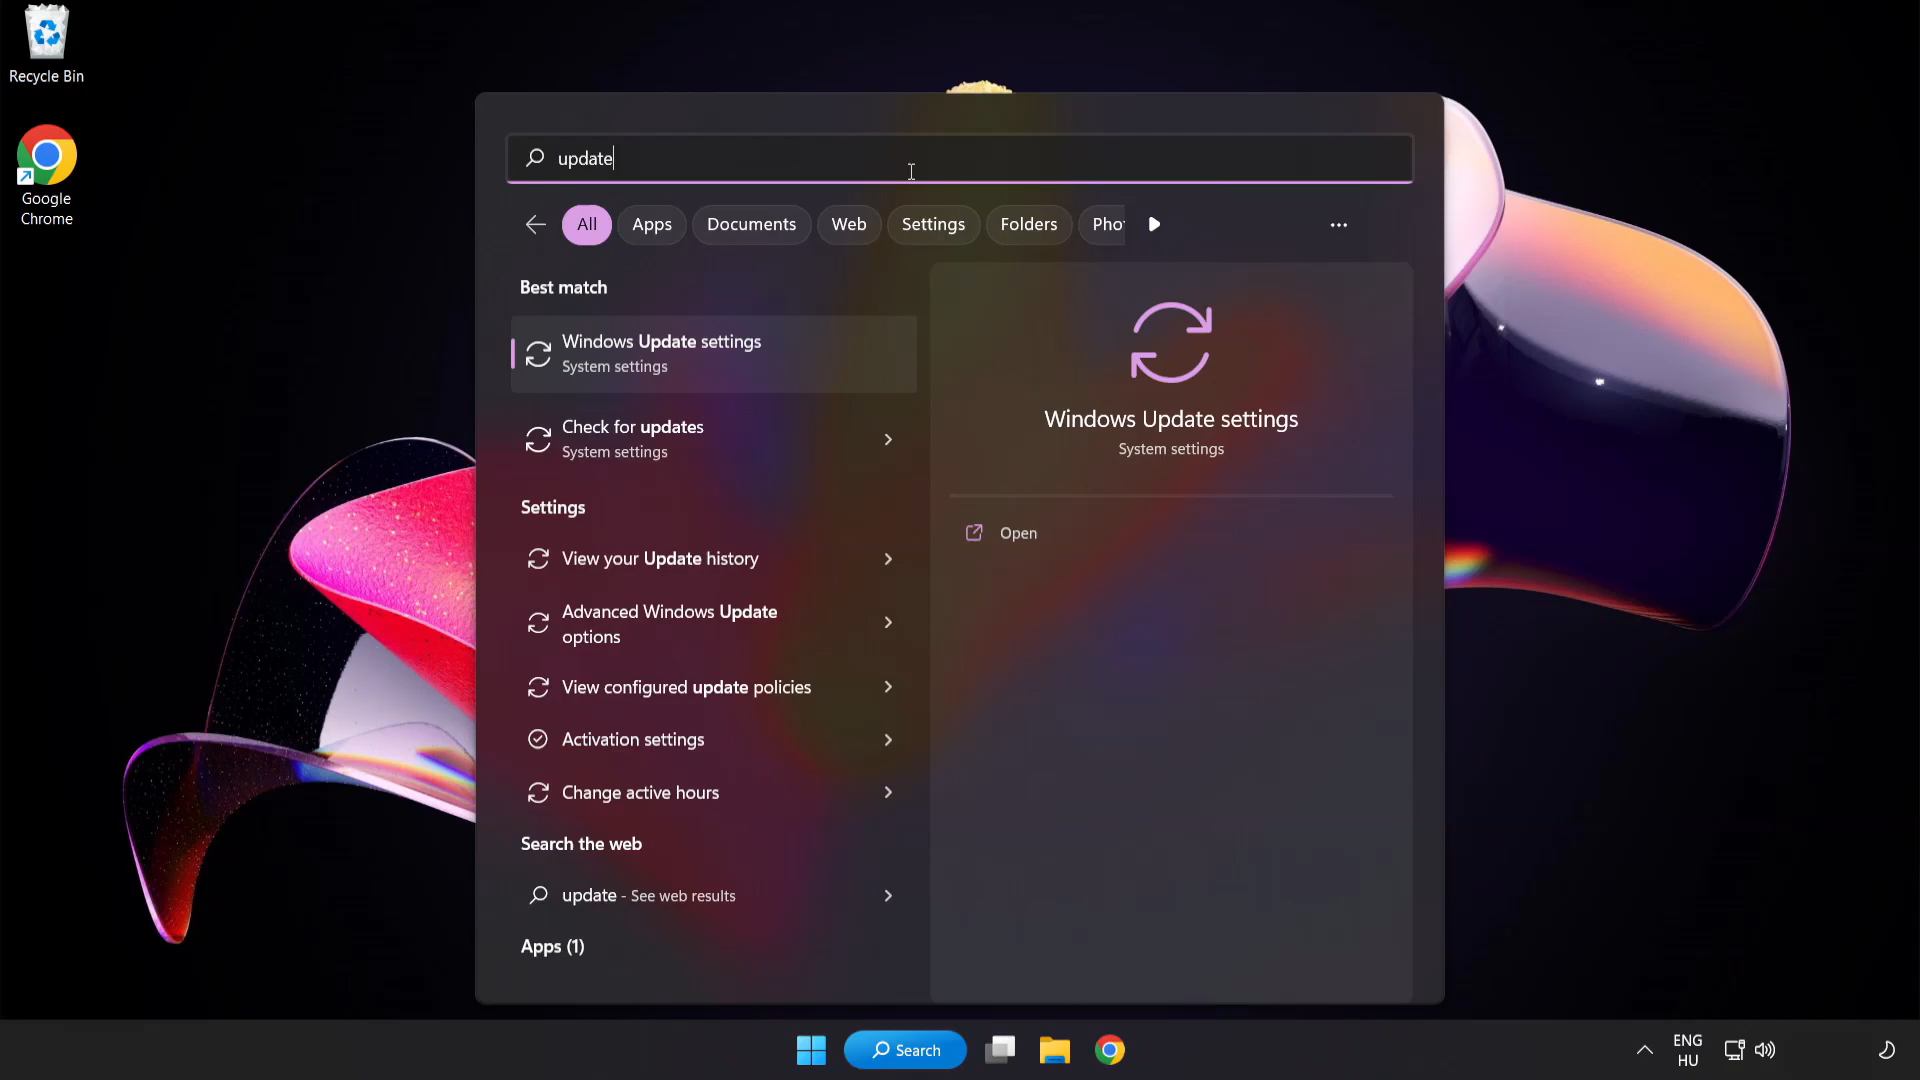 Recycle Bin
Google
Chrome
update
All
Apps
Documents
Web
Settings
Folders
Best match
Windows Update settings
System settings
Check for updates
System settings
Settings
View your Update history
Advanced Windows Update
options
View configured update policies
Activation settings
Change active hours
Search the web
update - See web results
Apps (1)
Windows Update settings
System settings
Open
Search
ENG
HU